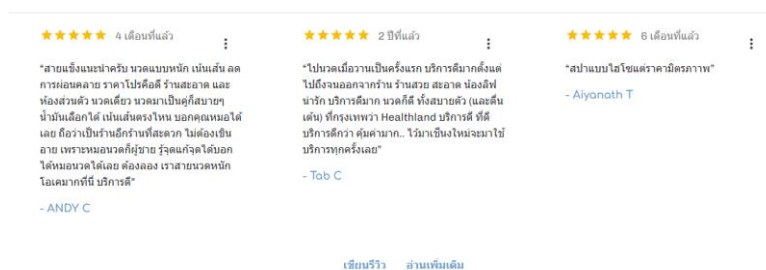 4 เดือนที่แล้ว
"สายแข็งแนะนำครับ นวดแบบหนัก เน้นเส้น ลด
การผ่อนคลาย ราคาโปรคือดี ร้านสะอาด และ
ห้องส่วนตัว นวดเดี่ยว นวดมาเป็นคู่ก็สบายๆ
น้ำมันเลือกได้ เน้นเส้นตรงไหน บอกคุณหมอได้
เลย ถือว่าเป็นร้านอีกร้านที่สะดวก ไม่ต้องเขิน
อาย เพราะหมอนวดก็ผู้ชาย รู้จุดแก้จุดได้บอก
ได้หมอนวดได้เลย ต้องลอง เราสายนวดหนัก
โอเคมากที่นี่ บริการดี"
- ANDY C
2 ปีที่แล้ว
"ไปนวดเมื่อวานเป็นครั้งแรก บริการดีมากตั้งแต่
ไปถึงจนออกจากร้าน ร้านสวย สะอาด น้องลีฟ
น่ารัก บริการดีมาก นวดก็ดี ทั้งสบายตัว (และตื่น
เต้น) ที่กรุงเทพว่า Healthland บริการดี ที่ดี
บริการดีกว่า คุ้มค่ามาก.. ไว้มาเชียงใหม่จะมาใช้
บริการทุกครั้งเลย"
- Tab C
6 เดือนที่แล้ว
"สปาแบบไฮโซแต่ราคามิตรภาพ"
- Aiyanath T
เขียนรีวิว อ่านเพิ่มเติม